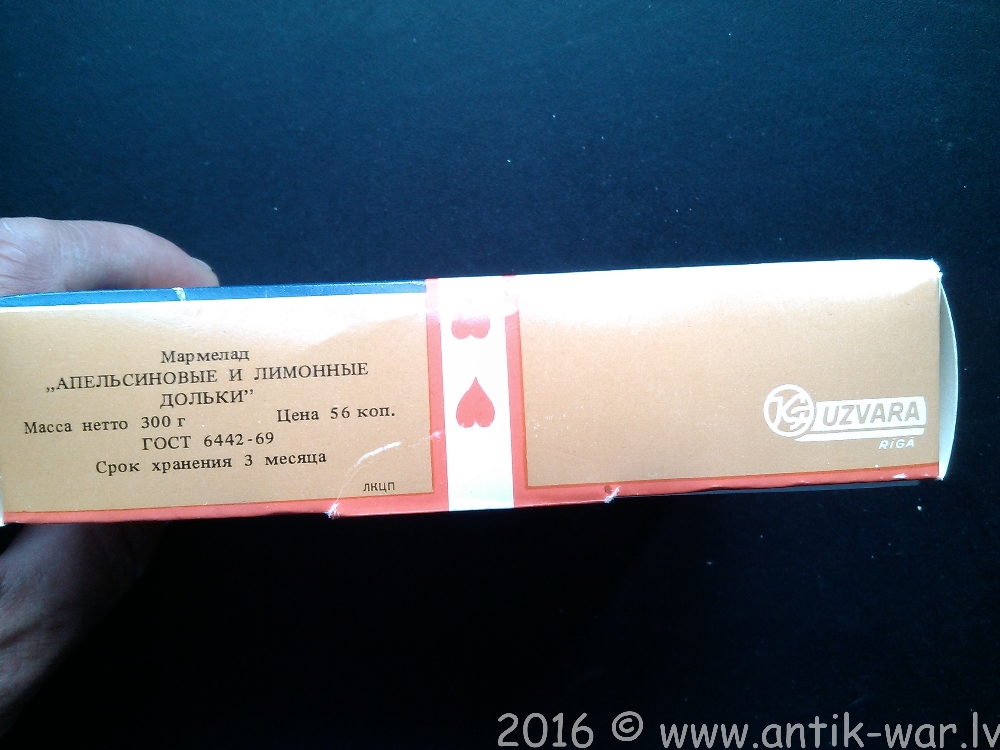 Мармелад
„АПЕЛЬСИНОВЫЕ И ЛИМОННЫЕ
ДОЛЬКИ”
Масса нетто 300 г Цена 56 коп.
ГОСТ 6442-69
Срок хранения 3 месяца
ЛКЦП
UZVARA
RīGĀ
2016 © www.antik-war.lv